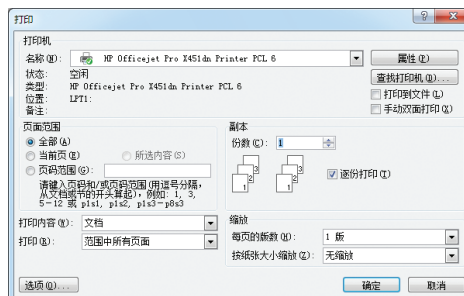 打印
打印机
名称(N): HP Officejet Pro X451dn Printer PCL 6
属性(P)
状态: 空闲
查找打印机(D)...
类型: HP Officejet Pro X451dn Printer PCL 6
位置: LPT1:
打印到文件(L)
备注:
手动双面打印(X)
页面范围
副本
全部(A)
份数(C): 1
当前页(E)
所选内容(S)
页码范围(G):
请键入页码和/或页码范围(用逗号分隔,
从文档或节的开头算起), 例如: 1, 3,
5-12 或 p1s1, p1s2, p1s3-p8s3
1 2 3
1 2 3
逐份打印(T)
打印内容(W): 文档
打印(R): 范围中所有页面
缩放
每页的版数(H): 1 版
按纸张大小缩放(Z): 无缩放
选项(O)...
确定
取消